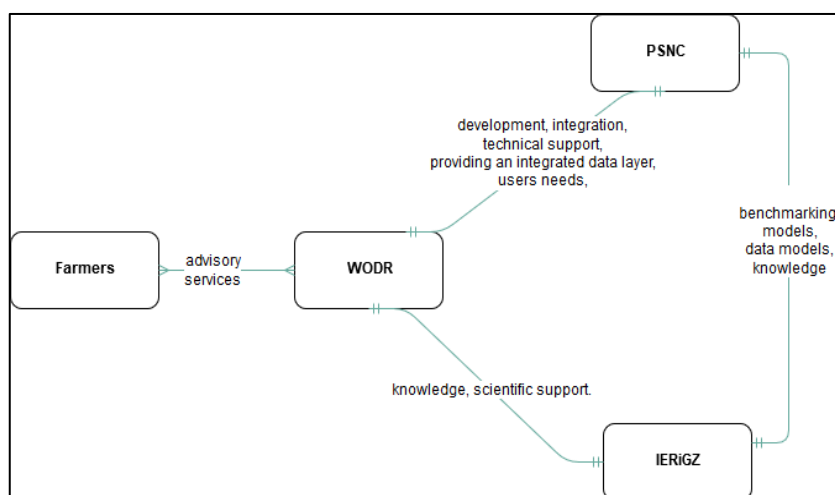 PSNC
development, integration,
technical support,
providing an integrated data layer,
users needs,
benchmarking
models,
data models,
knowledge
Farmers
advisory
services
WODR
knowledge, scientific support.
IERiGZ